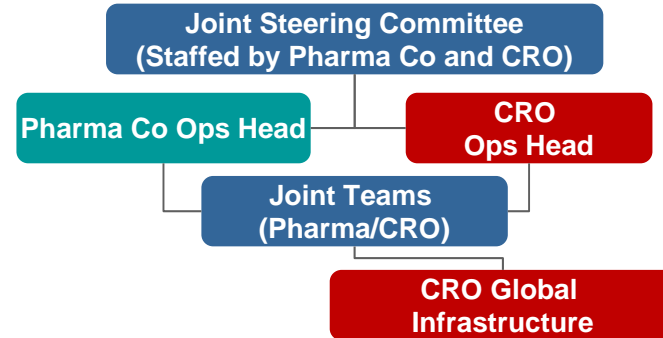 Joint Steering Committee
(Staffed by Pharma Co and CRO)
Pharma Co Ops Head
CRO
Ops Head
Joint Teams
(Pharma/CRO)
CRO Global
Infrastructure